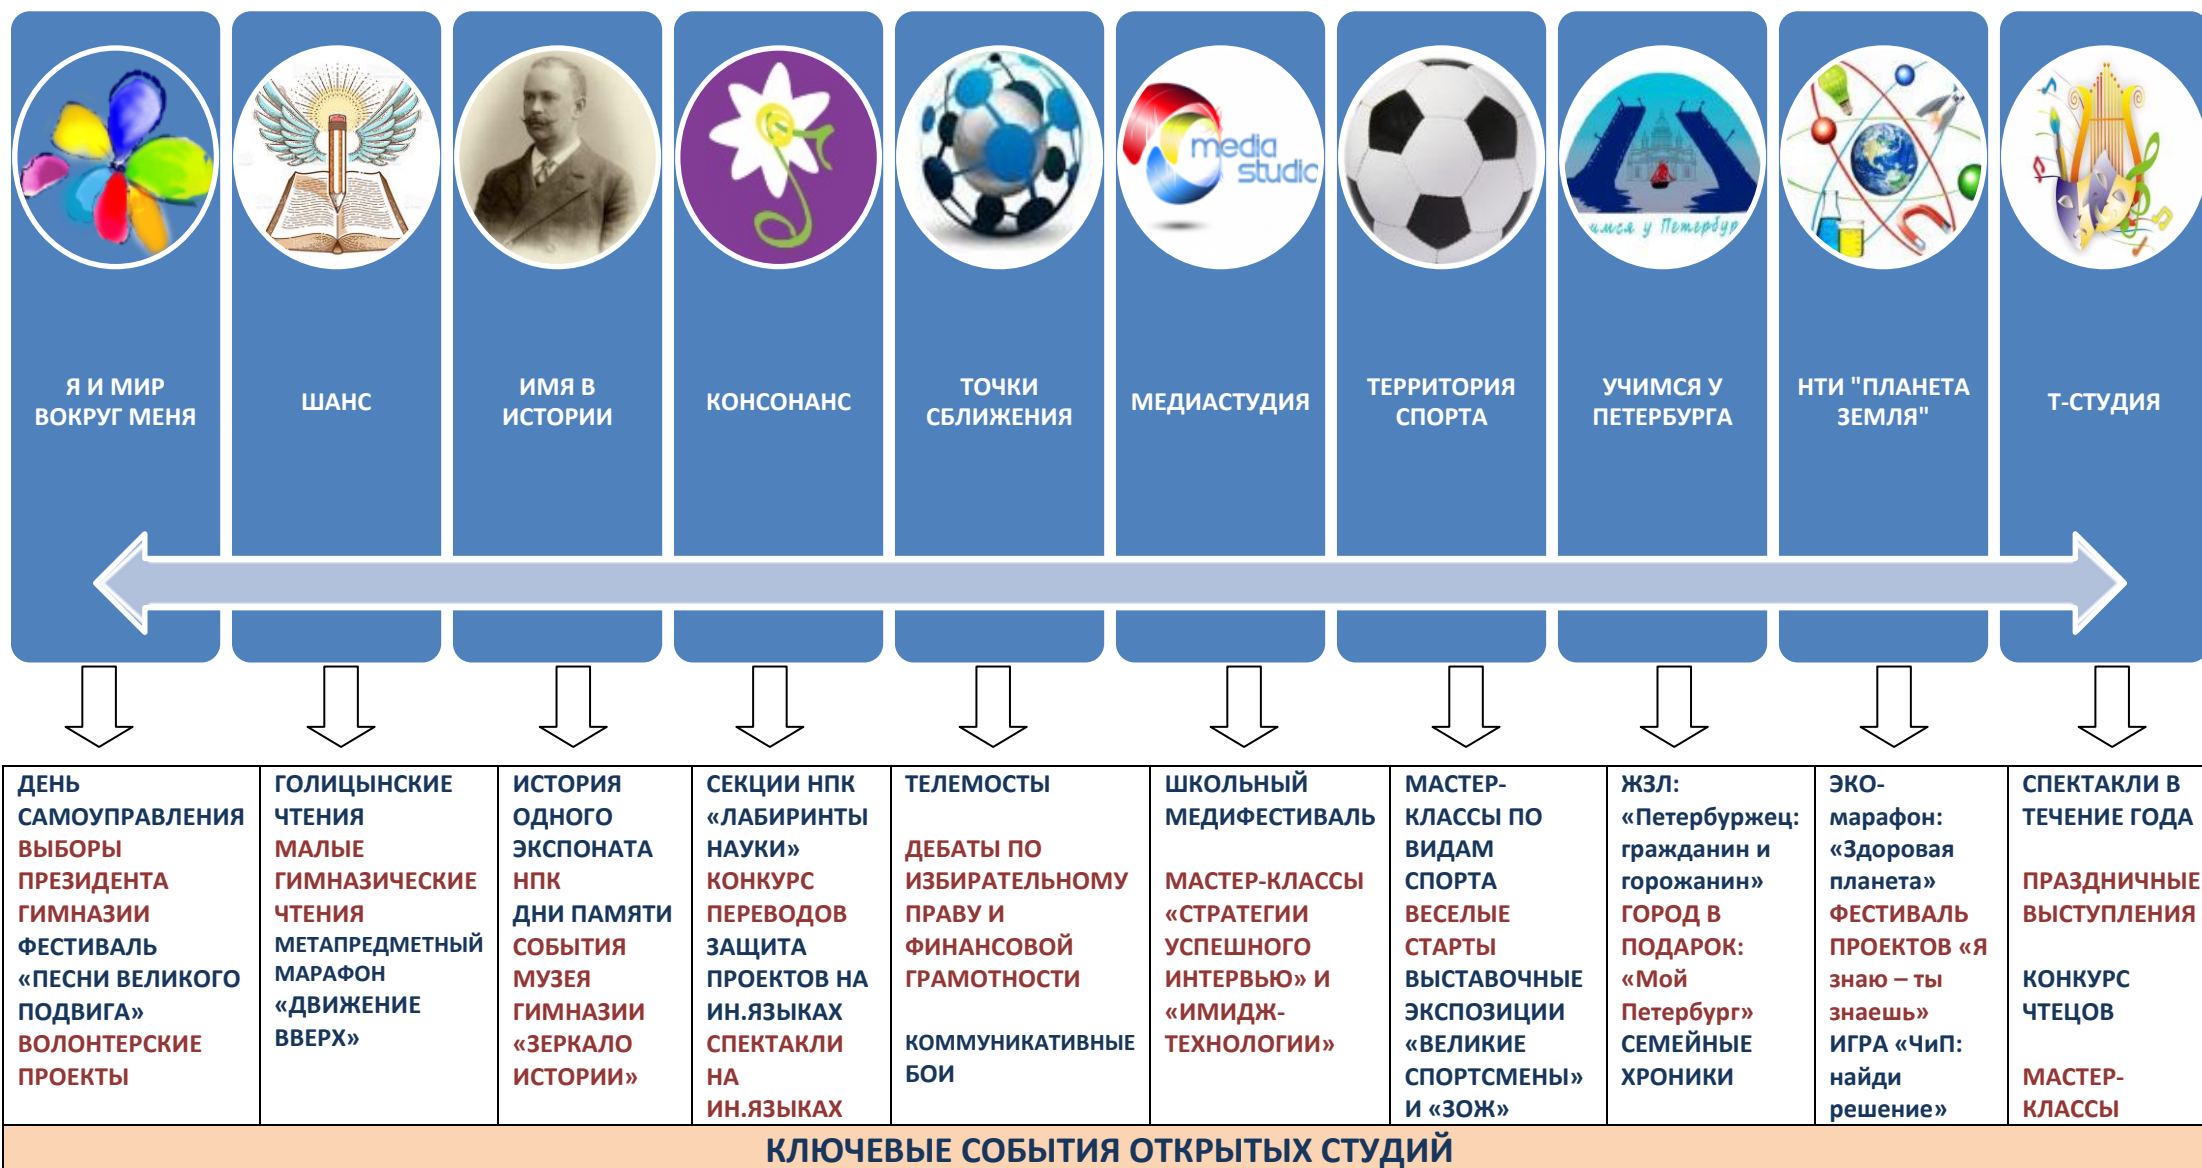 media
studio
имся у Петербур
Я И МИР
ВОКРУГ МЕНЯ
ШАНС
ИМЯ В
ИСТОРИИ
КОНСОНАНС
ТОЧКИ
СБЛИЖЕНИЯ
МЕДИАСТУДИЯ
ТЕРРИТОРИЯ
СПОРТА
УЧИМСЯ У
ПЕТЕРБУРГА
НТИ "ПЛАНЕТА
ЗЕМЛЯ"
Т-СТУДИЯ
ДЕНЬ
САМОУПРАВЛЕНИЯ
ВЫБОРЫ
ПРЕЗИДЕНТА
ГИМНАЗИИ
ФЕСТИВАЛЬ
«ПЕСНИ ВЕЛИКОГО
ПОДВИГА»
ВОЛОНТЕРСКИЕ
ПРОЕКТЫ
ГОЛИЦЫНСКИЕ
ЧТЕНИЯ
МАЛЫЕ
ГИМНАЗИЧЕСКИЕ
ЧТЕНИЯ
МЕТАПРЕДМЕТНЫЙ
МАРАФОН
«ДВИЖЕНИЕ
ВВЕРХ»
ИСТОРИЯ
ОДНОГО
ЭКСПОНАТА
НПК
ДНИ ПАМЯТИ
СОБЫТИЯ
МУЗЕЯ
ГИМНАЗИИ
«ЗЕРКАЛО
ИСТОРИИ»
СЕКЦИИ НПК
«ЛАБИРИНТЫ
НАУКИ»
КОНКУРС
ПЕРЕВОДОВ
ЗАЩИТА
ПРОЕКТОВ НА
ИН.ЯЗЫКАХ
СПЕКТАКЛИ
НА
ИН.ЯЗЫКАХ
ТЕЛЕМОСТЫ
ДЕБАТЫ ПО
ИЗБИРАТЕЛЬНОМУ
ПРАВУ И
ФИНАНСОВОЙ
ГРАМОТНОСТИ
КОММУНИКАТИВНЫЕ
БОИ
ШКОЛЬНЫЙ
МЕДИФЕСТИВАЛЬ
МАСТЕР-КЛАССЫ
«СТРАТЕГИИ
УСПЕШНОГО
ИНТЕРВЬЮ» И
«ИМИДЖ-
ТЕХНОЛОГИИ»
МАСТЕР-
КЛАССЫ ПО
ВИДАМ
СПОРТА
ВЕСЕЛЫЕ
СТАРТЫ
ВЫСТАВОЧНЫЕ
ЭКСПОЗИЦИИ
«ВЕЛИКИЕ
СПОРТСМЕНЫ»
И «ЗОЖ»
ЖЗЛ:
«Петербуржец:
гражданин и
горожанин»
ГОРОД В
ПОДАРОК:
«Мой
Петербург»
СЕМЕЙНЫЕ
ХРОНИКИ
ЭКО-
марафон:
«Здоровая
планета»
ФЕСТИВАЛЬ
ПРОЕКТОВ «Я
знаю – ты
знаешь»
ИГРА «ЧиП:
найди
решение»
СПЕКТАКЛИ В
ТЕЧЕНИЕ ГОДА
ПРАЗДНИЧНЫЕ
ВЫСТУПЛЕНИЯ
КОНКУРС
ЧТЕЦОВ
МАСТЕР-
КЛАССЫ
КЛЮЧЕВЫЕ СОБЫТИЯ ОТКРЫТЫХ СТУДИЙ